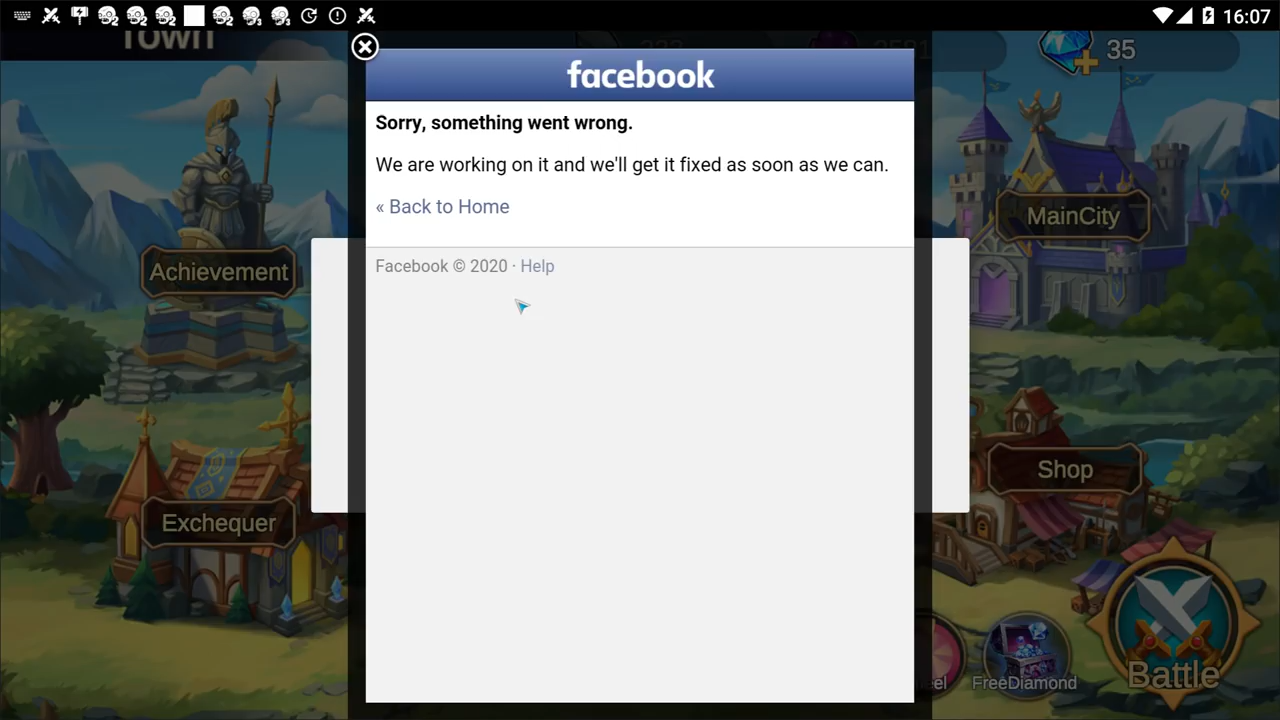 16:07
Town
35
facebook
Sorry, something went wrong.
We are working on it and we'll get it fixed as soon as we can.
« Back to Home
Facebook © 2020 · Help
MainCity
Achievement
Shop
Exchequer
FreeDiamond
Battle